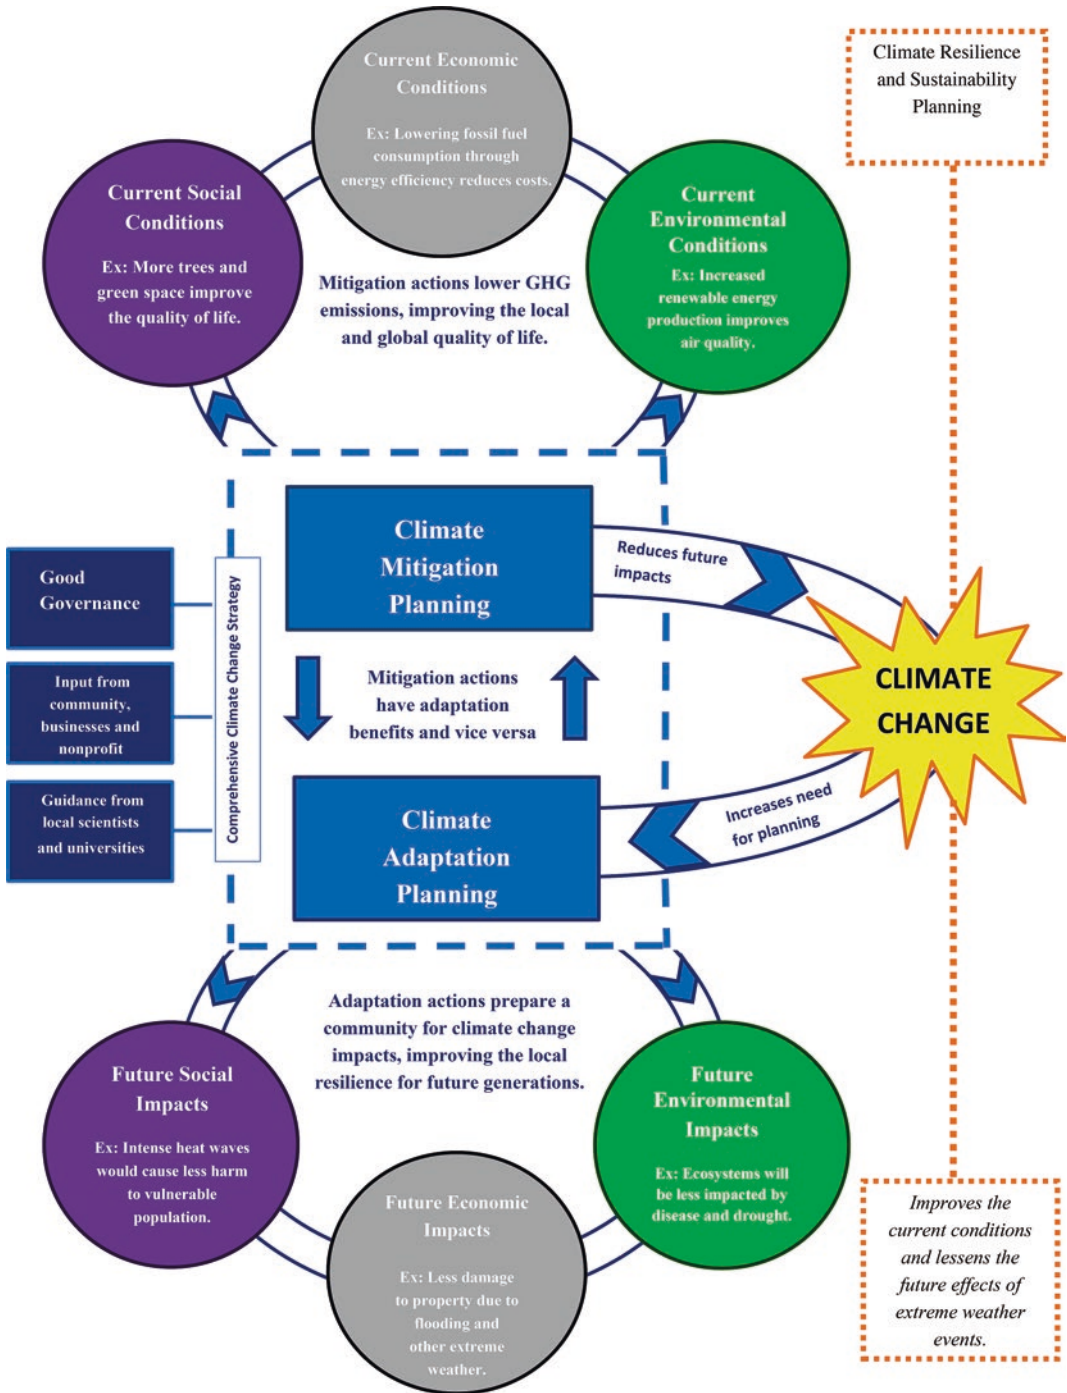 Current Economic
Conditions
Ex: Lowering fossil fuel
consumption through
energy efficiency reduces costs.
Climate Resilience
and Sustainability
Planning
Current Social
Conditions
Ex: More trees and
green space improve
the quality of life.
Current
Environmental
Conditions
Ex: Increased
renewable energy
production improves
air quality.
Mitigation actions lower GHG
emissions, improving the local
and global quality of life.
Climate
Mitigation
Planning
Reduces future
impacts
Good
Governance
Input from
community,
businesses and
nonprofit
Guidance from
local scientists
and universities
Comprehensive Climate Change Strategy
Mitigation actions
have adaptation
benefits and vice versa
CLIMATE
CHANGE
Climate
Adaptation
Planning
Increases need
for planning
Adaptation actions prepare a
community for climate change
impacts, improving the local
resilience for future generations.
Future Social
Impacts
Ex: Intense heat waves
would cause less harm
to vulnerable
population.
Future
Environmental
Impacts
Ex: Ecosystems will
be less impacted by
disease and drought.
Future Economic
Impacts
Ex: Less damage
to property due to
flooding and
other extreme
weather.
Improves the
current conditions
and lessens the
future effects of
extreme weather
events.